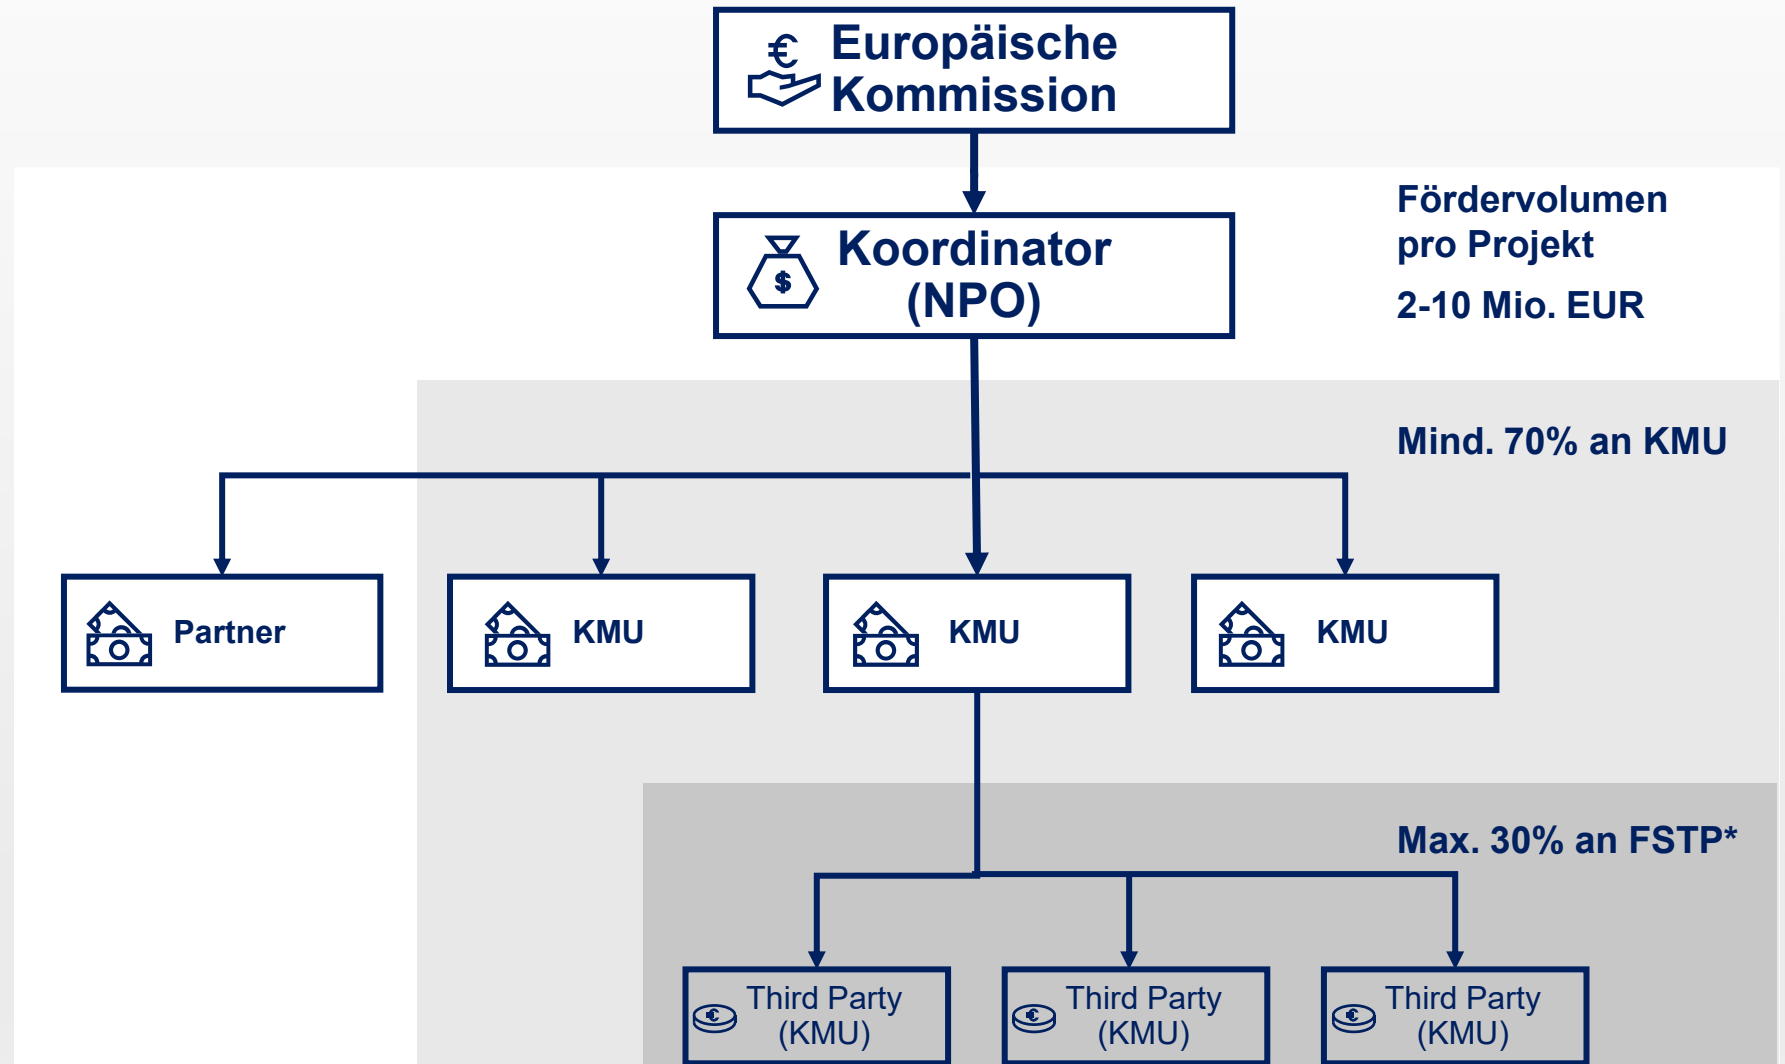 €
Europäische
Kommission
$
Koordinator
(NPO)
Fördervolumen
pro Projekt
2-10 Mio. EUR
Mind. 70% an KMU
Partner
KMU
KMU
KMU
Max. 30% an FSTP*
€
Third Party
(KMU)
€
Third Party
(KMU)
€
Third Party
(KMU)